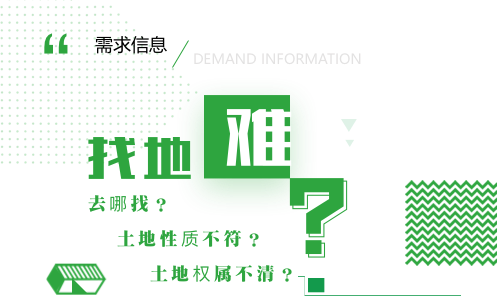 需求信息
DEMAND INFORMATION
找地难?
去哪找?
土地性质不符?
土地权属不清?